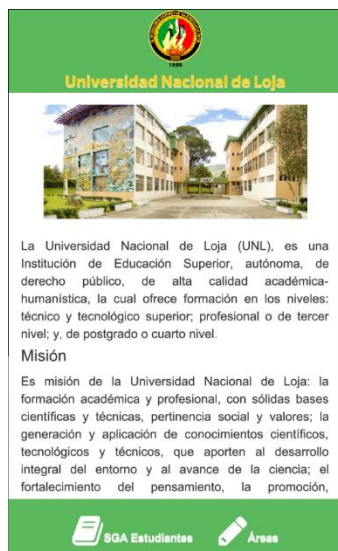 1859
Universidad Nacional de Loja
La Universidad Nacional de Loja (UNL), es una
Institución de Educación Superior, autónoma, de
derecho público, de alta calidad académica-
humanística, la cual ofrece formación en los niveles:
técnico y tecnológico superior; profesional o de tercer
nivel; y, de postgrado o cuarto nivel.
Misión
Es misión de la Universidad Nacional de Loja: la
formación académica y profesional, con sólidas bases
científicas y técnicas, pertinencia social y valores; la
generación y aplicación de conocimientos científicos,
tecnológicos y técnicos, que aporten al desarrollo
integral del entorno y al avance de la ciencia; el
fortalecimiento del pensamiento, la promoción,
SGA Estudiantes
Áreas